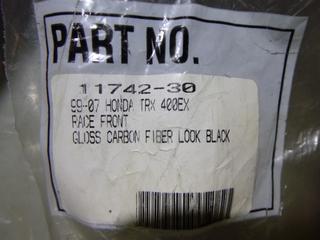 PART NO.
11742-30
99-07 HONDA TRX 400EX
RACE FRONT
GLOSS CARBON FIBER LOOK BLACK